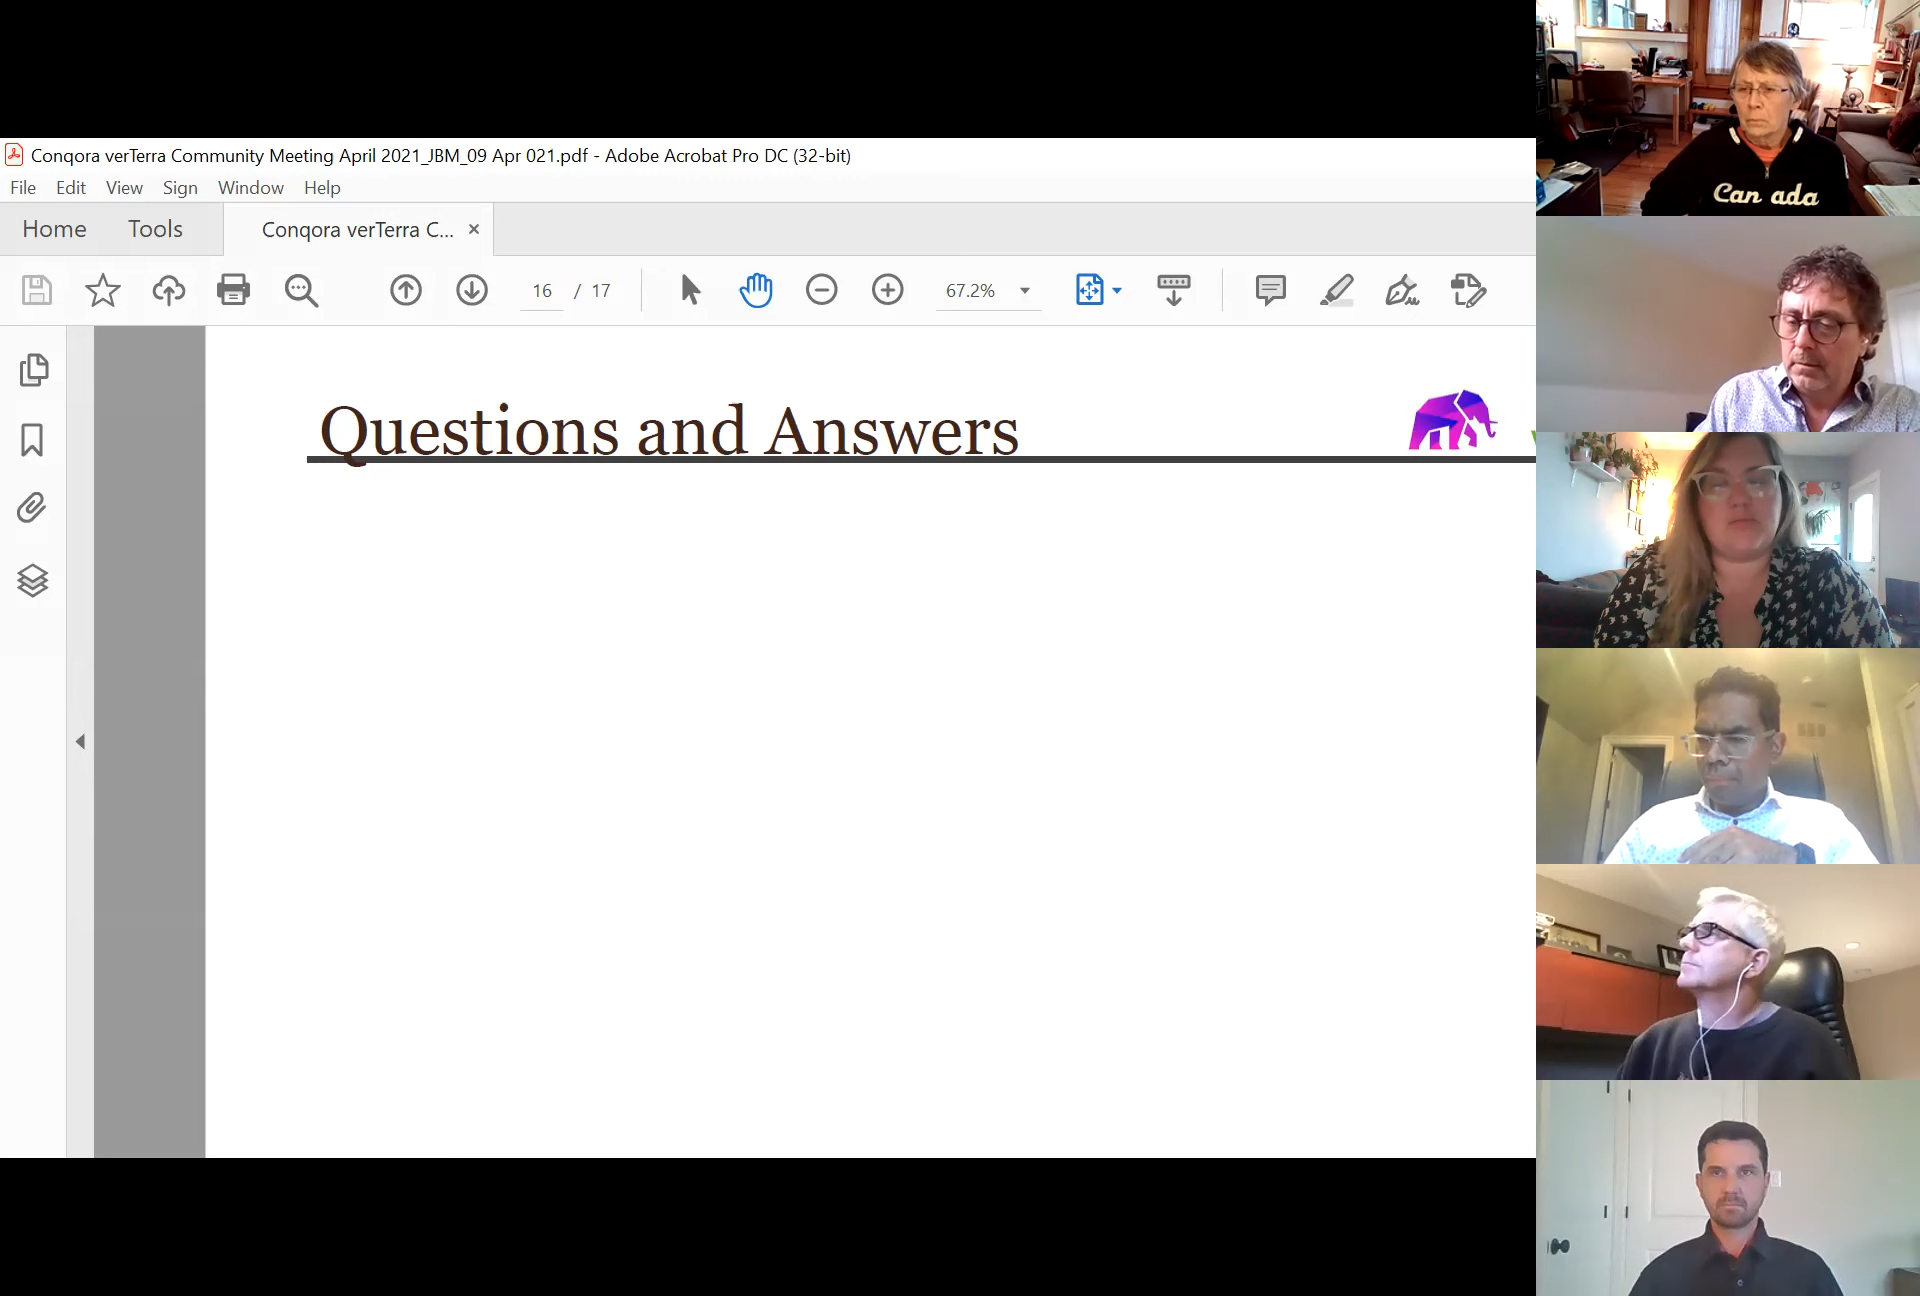 Conqora verTerra Community Meeting April 2021_JBM_09 Apr 021.pdf - Adobe Acrobat Pro DC (32-bit)
File Edit View Sign Window Help
Home Tools Conqora verTerra C... ×
16 / 17 67.2%
Questions and Answers
Can ada